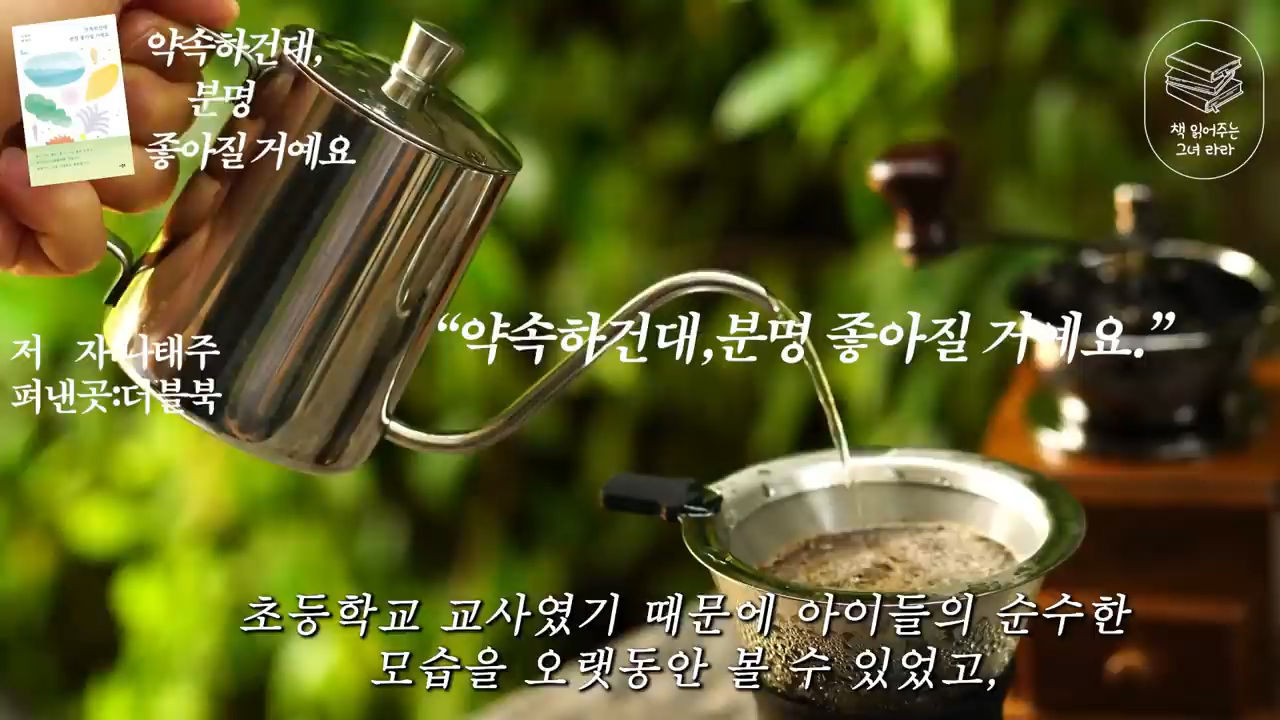 약속하건대,
분명
좋아질 거예요
책 읽어주는
그녀 라라
“약속하건대,분명 좋아질 거예요.”
저 자:나태주
펴낸곳:더블북
초등학교 교사였기 때문에 아이들의 순수한
모습을 오랫동안 볼 수 있었고,